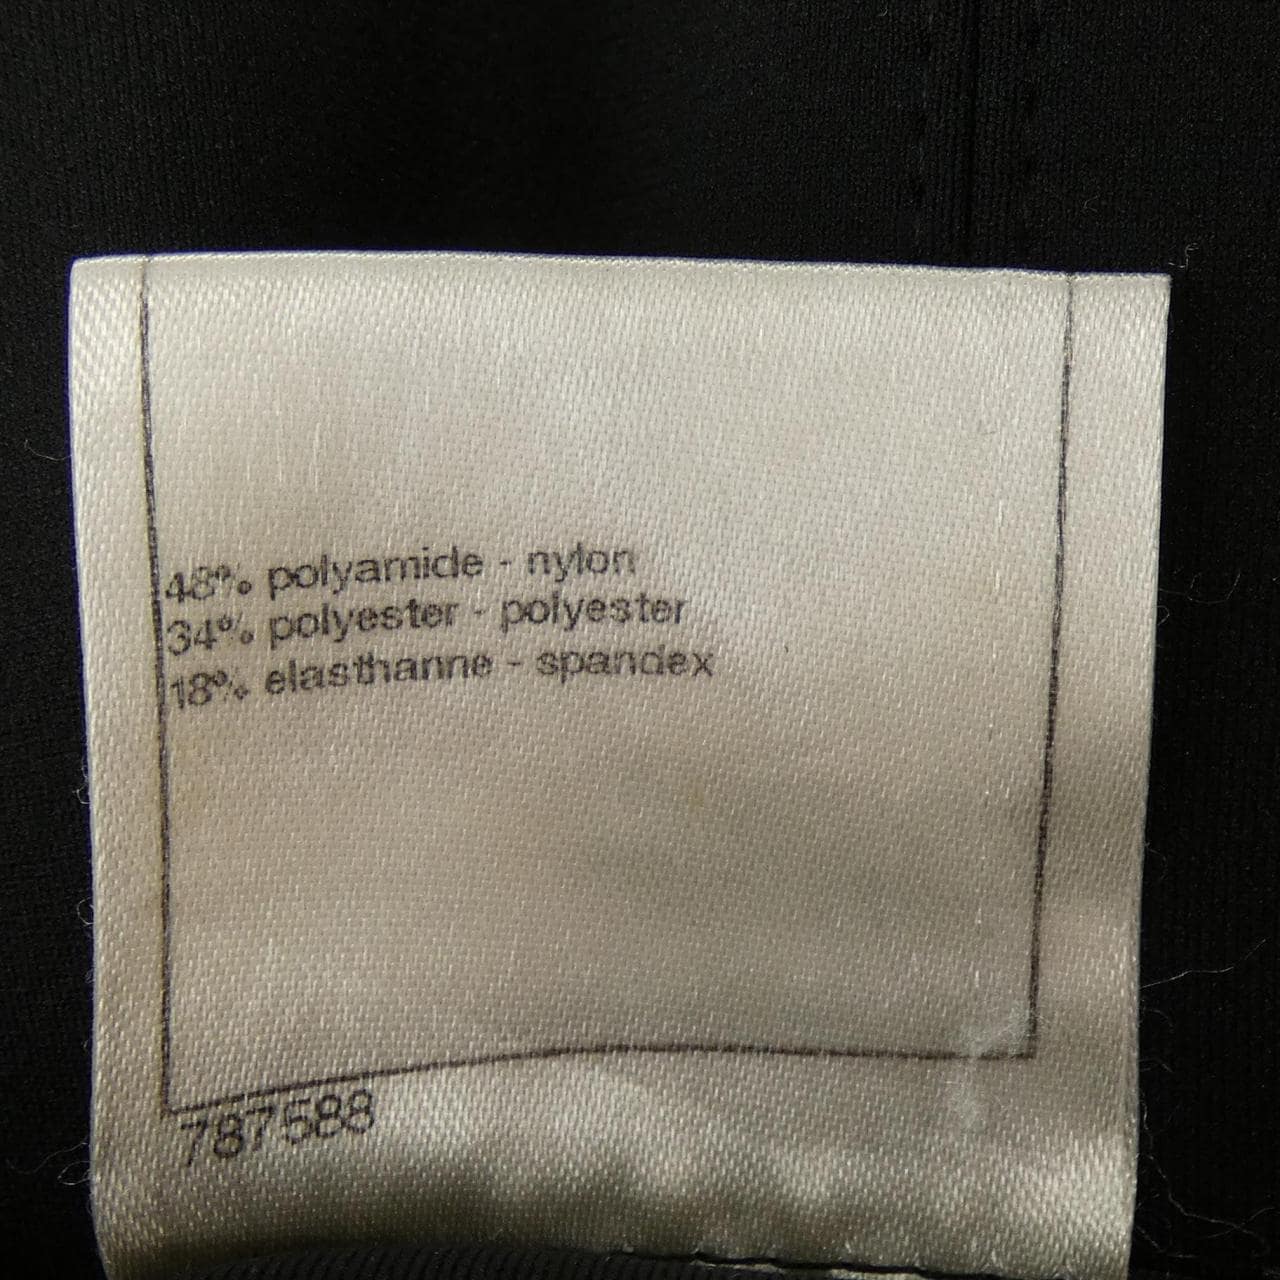 48% polyamide - nylon
34% polyester - polyester
18% elasthanne - spandex
787588